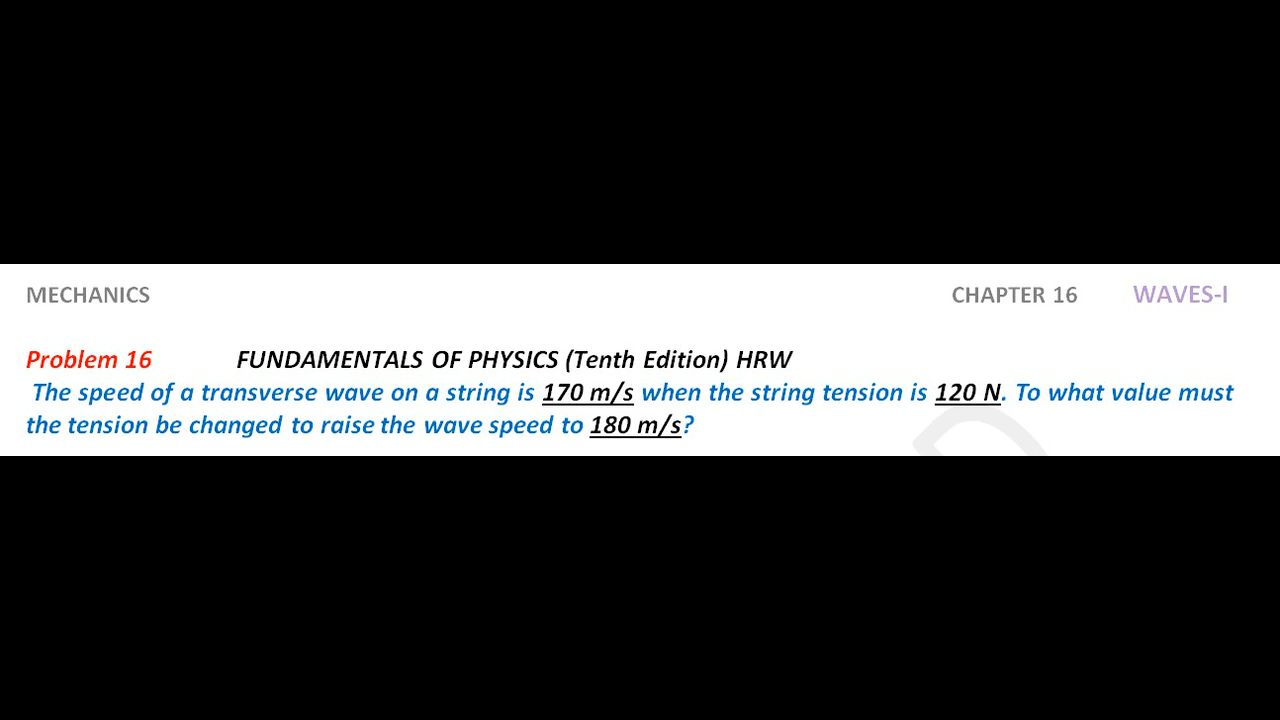 MECHANICS CHAPTER 16 WAVES-I
Problem 16 FUNDAMENTALS OF PHYSICS (Tenth Edition) HRW
The speed of a transverse wave on a string is 170 m/s when the string tension is 120 N. To what value must
the tension be changed to raise the wave speed to 180 m/s?